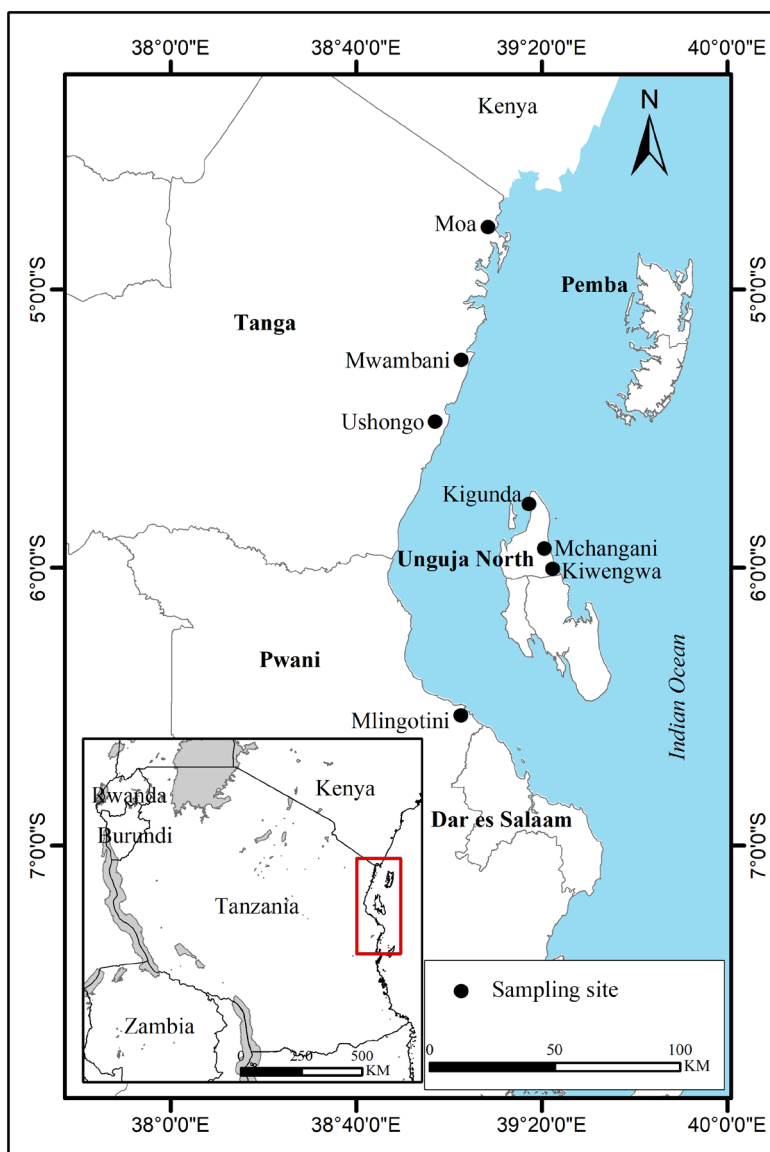 38°0'0"E 38°40'0"E 39°20'0"E 40°0'0"E
Kenya
N
Moa
5°0'0"S
Pemba
5°0'0"S
Tanga
Mwambani
Ushongo
Kigunda
Mchangani
Unguja North
Kiwengwa
6°0'0"S
6°0'0"S
Pwani
Indian Ocean
Mlingotini
Kenya
Rwanda
Burundi
Dar es Salaam
7°0'0"S
7°0'0"S
Tanzania
Sampling site
Zambia
0 250 500
KM
0 50 100
KM
38°0'0"E 38°40'0"E 39°20'0"E 40°0'0"E